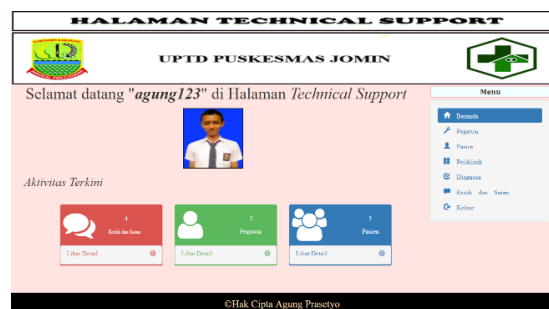 HALAMAN TECHNICAL SUPPORT
UPTD PUSKESMAS JOMIN
Selamat datang "agung123" di Halaman Technical Support
Menu
Beranda
Pegawai
Pasien
Poliklinik
Diagnosa
Kritik dan Saran
Keluar
Aktivitas Terkini
4
Kritik dan Saran
Lihat Detail
2
Pegawai
Lihat Detail
3
Pasien
Lihat Detail
©Hak Cipta Agung Prasetyo